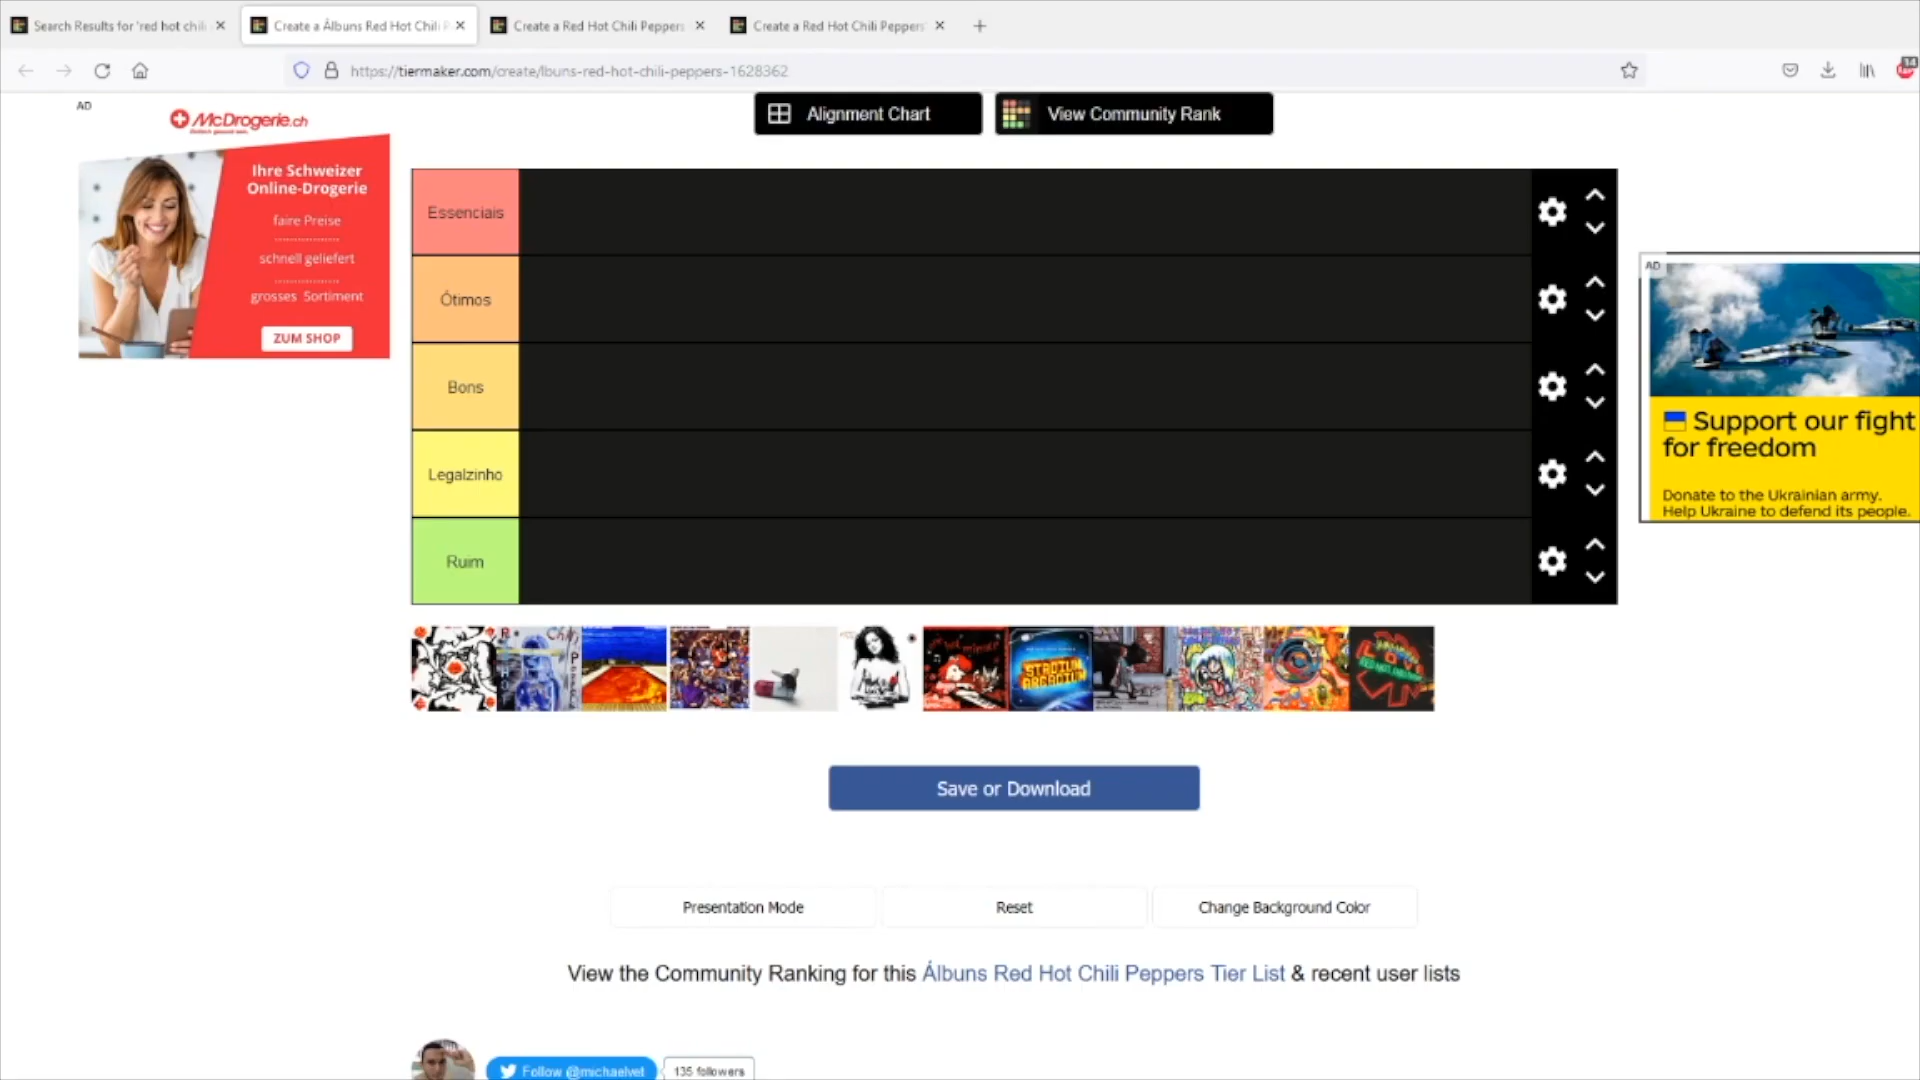 Search Results for 'red hot chili
Create a Álbuns Red Hot Chili P
Create a Red Hot Chili Peppers
Create a Red Hot Chili Peppers
https://tiermaker.com/create/lbuns-red-hot-chili-peppers-1628362
14
AD
McDrogerie.ch
Ihre Schweizer
Online-Drogerie
faire Preise
schnell geliefert
grosses Sortiment
ZUM SHOP
Alignment Chart
View Community Rank
Essenciais
Ótimos
Bons
Legalzinho
Ruim
AD
Support our fight
for freedom
Donate to the Ukrainian army.
Help Ukraine to defend its people.
STADIUM
ARCADIUM
Save or Download
Presentation Mode
Reset
Change Background Color
View the Community Ranking for this Álbuns Red Hot Chili Peppers Tier List & recent user lists
Follow @michaelvet
135 followers